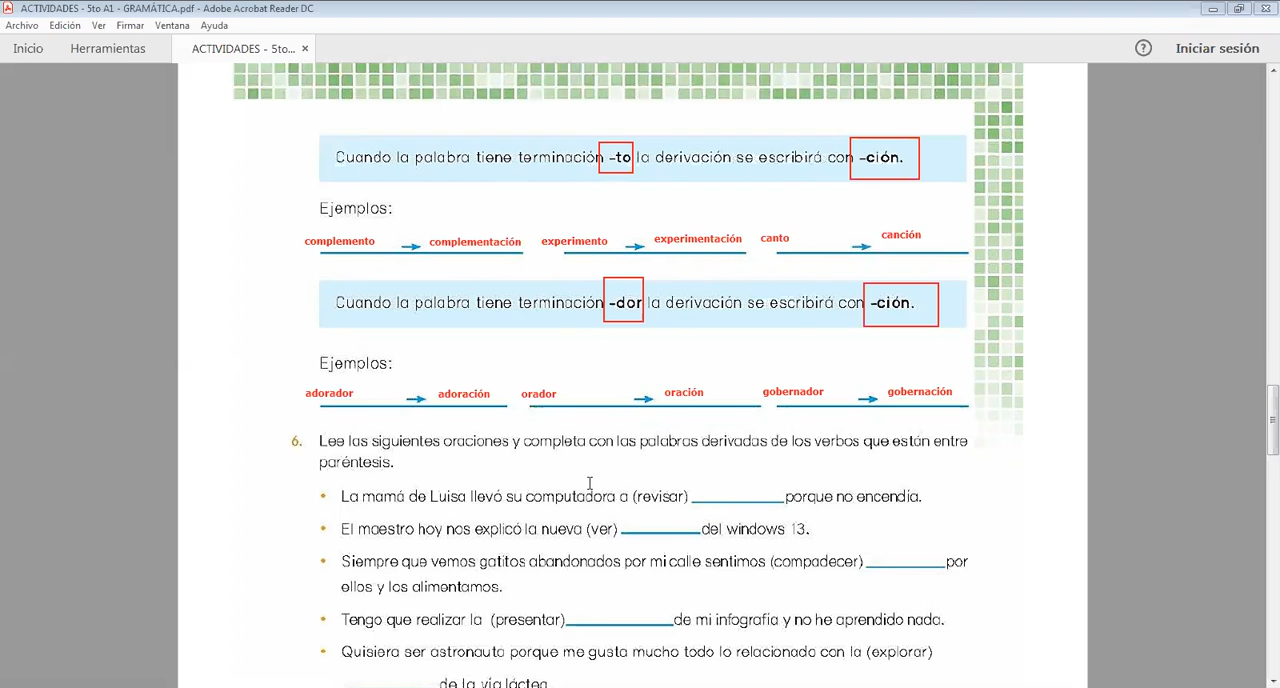 ACTIVIDADES - 5to A1 - GRAMÁTICA.pdf - Adobe Acrobat Reader DC
Archivo Edición Ver Firmar Ventana Ayuda
Inicio Herramientas ACTIVIDADES - 5to... × ? Iniciar sesión
Cuando la palabra tiene terminación -to la derivación se escribirá con -ción.
Ejemplos:
complemento complementación experimento experimentación canto canción
Cuando la palabra tiene terminación -dor la derivación se escribirá con -ción.
Ejemplos:
adorador adoración orador oración gobernador gobernación
6. Lee las siguientes oraciones y completa con las palabras derivadas de los verbos que están entre
paréntesis.
• La mamá de Luisa llevó su computadora a (revisar) __________ porque no encendía.
• El maestro hoy nos explicó la nueva (ver) __________ del windows 13.
• Siempre que vemos gatitos abandonados por mi calle sentimos (compadecer) __________ por
ellos y los alimentamos.
• Tengo que realizar la (presentar) __________ de mi infografía y no he aprendido nada.
• Quisiera ser astronauta porque me gusta mucho todo lo relacionado con la (explorar)
__________ de la vía láctea.